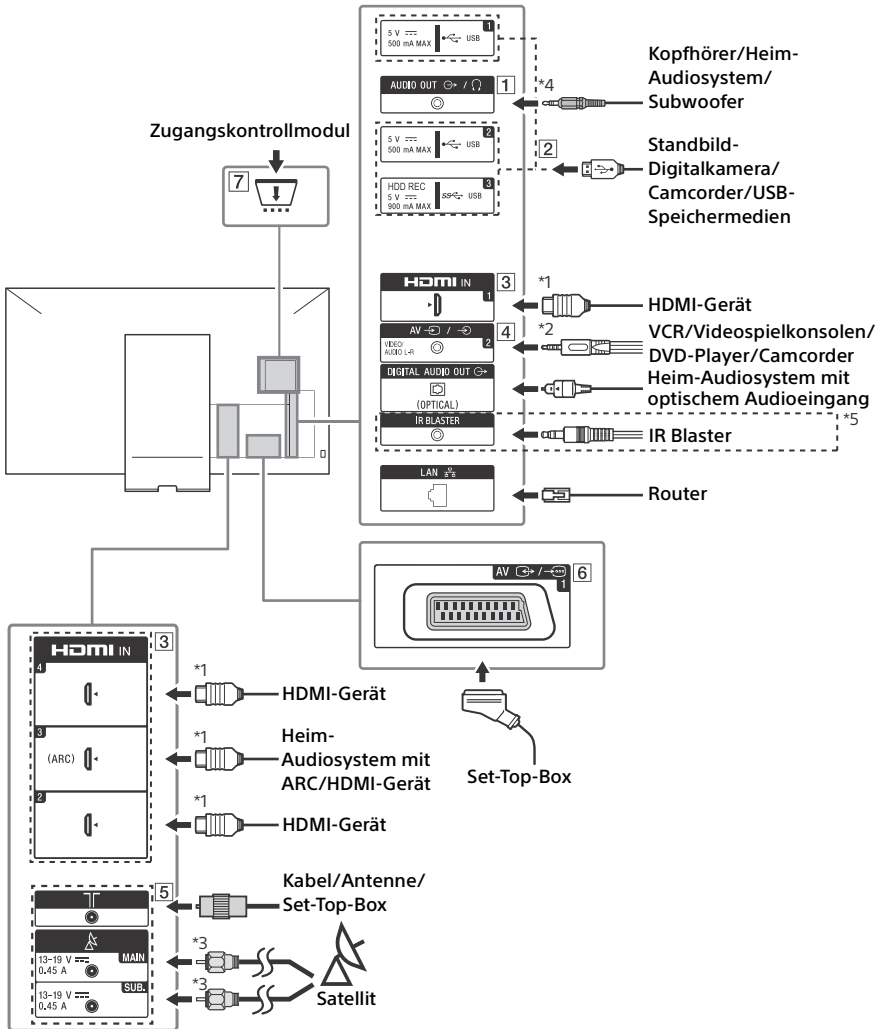 5 V
500 mA MAX
USB
1
AUDIO OUT /
1
*4
Kopfhörer/Heim-
Audiosystem/
Subwoofer
5 V
500 mA MAX
USB
2
HDD REC
5 V
900 mA MAX
SS
USB
3
2
Standbild-
Digitalkamera/
Camcorder/USB-
Speichermedien
Zugangskontrollmodul
7
HDMI IN
1
3
*1
HDMI-Gerät
AV /
VIDEO/
AUDIO L-R
2
4
*2
VCR/Videospielkonsolen/
DVD-Player/Camcorder
DIGITAL AUDIO OUT
(OPTICAL)
Heim-Audiosystem mit
optischem Audioeingang
IR BLASTER
IR Blaster
*5
LAN
Router
AV /
1
6
Set-Top-Box
HDMI IN
3
4
*1
HDMI-Gerät
3
(ARC)
*1
Heim-
Audiosystem mit
ARC/HDMI-Gerät
2
*1
HDMI-Gerät
5
Kabel/Antenne/
Set-Top-Box
13-19 V
0.45 A
MAIN
*3
13-19 V
0.45 A
SUB.
*3
Satellit